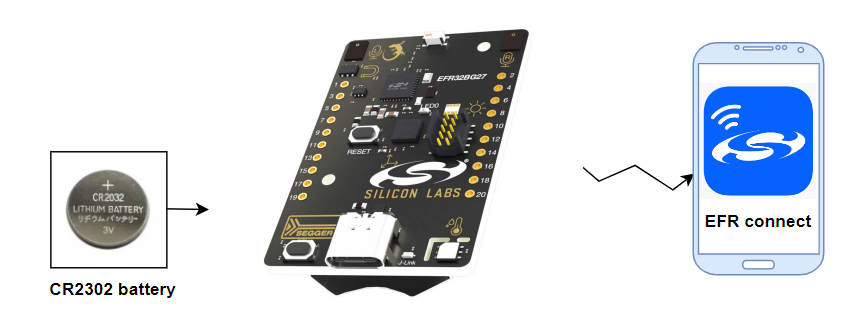 CR2032
LITHIUM BATTERY
リチウム バッテリー
3V
CR2302 battery
EFR32BG27
1
3
5
7
9
11
13
15
17
19
2
4
6
8
10
12
14
16
18
20
LED0
RESET
SILICON LABS
SEGGER
J-Link
EFR connect